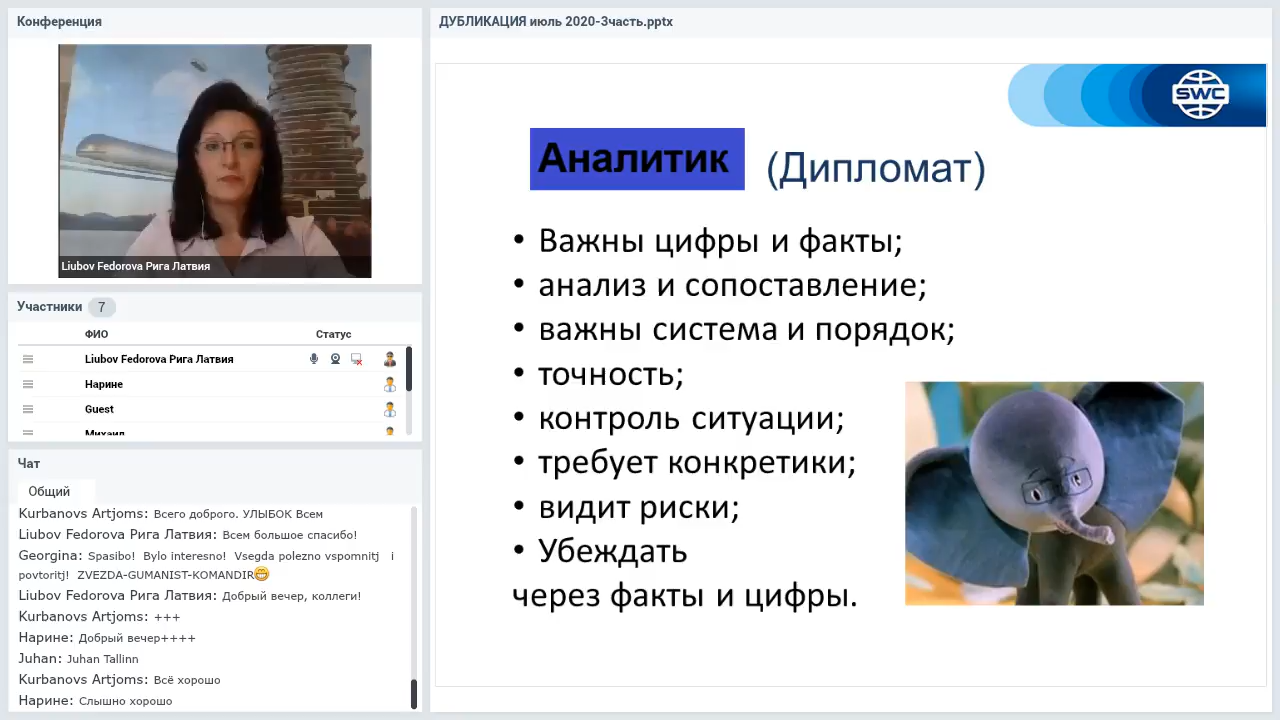 Конференция
Liubov Fedorova Рига Латвия
Участники 7
ФИО Статус
Liubov Fedorova Рига Латвия
Нарине
Guest
Михаил
Чат
Общий
Kurbanovs Artjoms: Всего доброго. УЛЫБОК Всем
Liubov Fedorova Рига Латвия: Всем большое спасибо!
Georgina: Spasibo! Bylo interesno! Vsegda polezno vspomnitj i
povtoritj! ZVEZDA-GUMANIST-KOMANDIR😁
Liubov Fedorova Рига Латвия: Добрый вечер, коллеги!
Kurbanovs Artjoms: +++
Нарине: Добрый вечер++++
Juhan: Juhan Tallinn
Kurbanovs Artjoms: Всё хорошо
Нарине: Слышно хорошо
ДУБЛИКАЦИЯ июль 2020-3часть.pptx
SWC
Аналитик (Дипломат)
• Важны цифры и факты;
• анализ и сопоставление;
• важны система и порядок;
• точность;
• контроль ситуации;
• требует конкретики;
• видит риски;
• Убеждать
через факты и цифры.